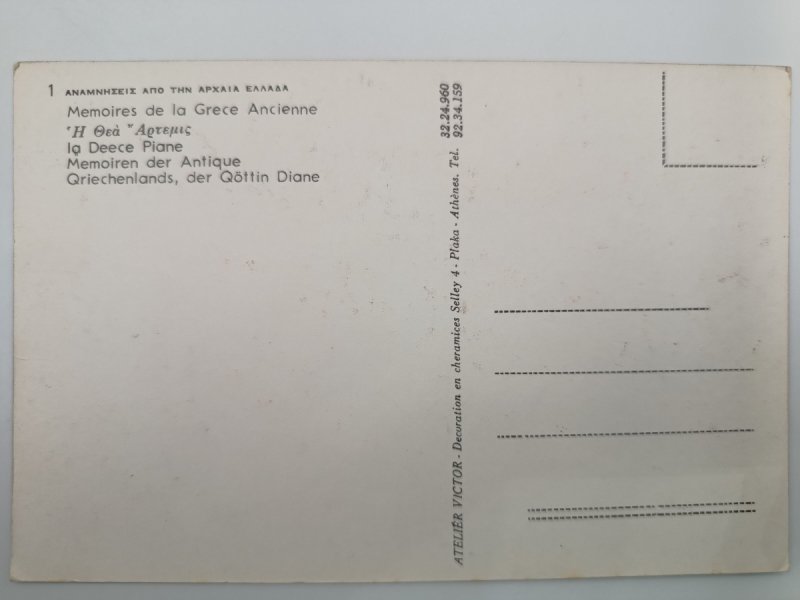 1 ΑΝΑΜΝΗΣΕΙΣ ΑΠΟ ΤΗΝ ΑΡΧΑΙΑ ΕΛΛΑΔΑ
Memoires de la Grece Ancienne
Ἡ Θεὰ Ἄρτεμις
la Deece Piane
Memoiren der Antique
Qriechenlands, der Qöttin Diane
ATELIÉR VICTOR - Decoration en cheramices Selley 4 - Plaka - Athènes. Tel. 32.24.960
92.34.159